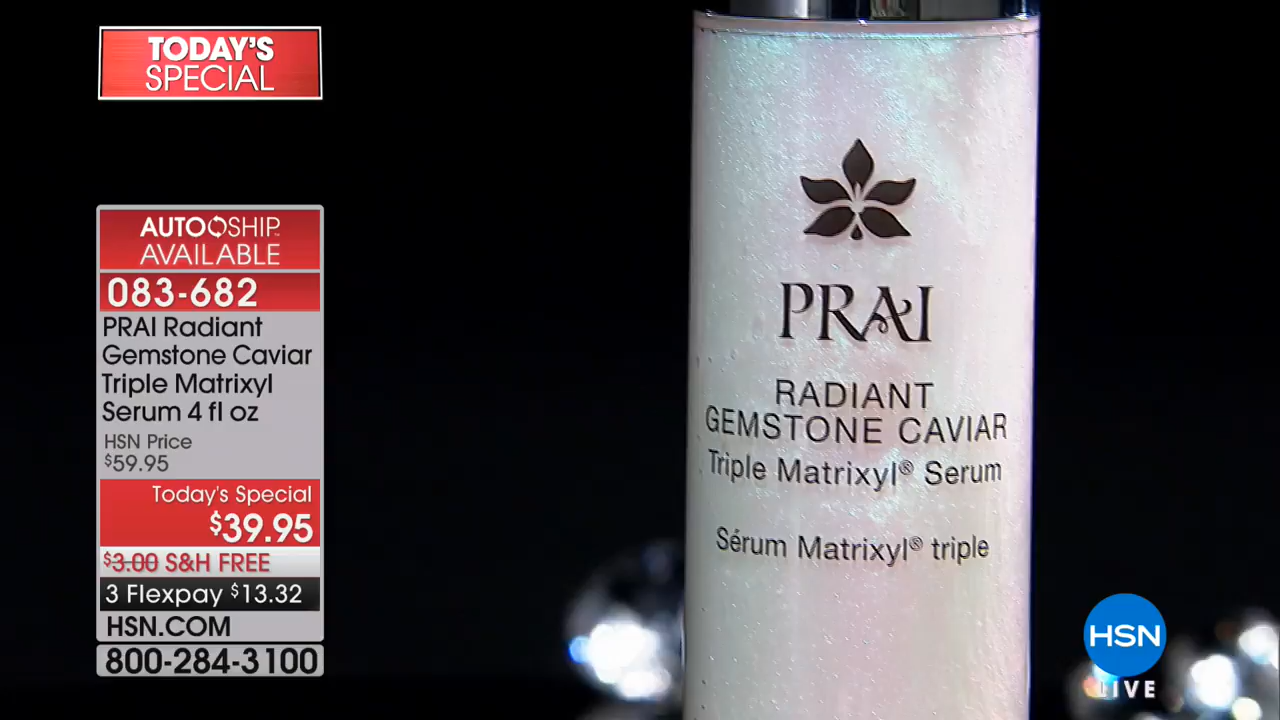 TODAY'S
SPECIAL
AUTOSHIP™
AVAILABLE
083-682
PRAI Radiant
Gemstone Caviar
Triple Matrixyl
Serum 4 fl oz
HSN Price
$59.95
Today's Special
$39.95
$3.00 S&H FREE
3 Flexpay $13.32
HSN.COM
800-284-3100
PRAI
RADIANT
GEMSTONE CAVIAR
Triple Matrixyl® Serum
Sérum Matrixyl® triple
HSN
LIVE